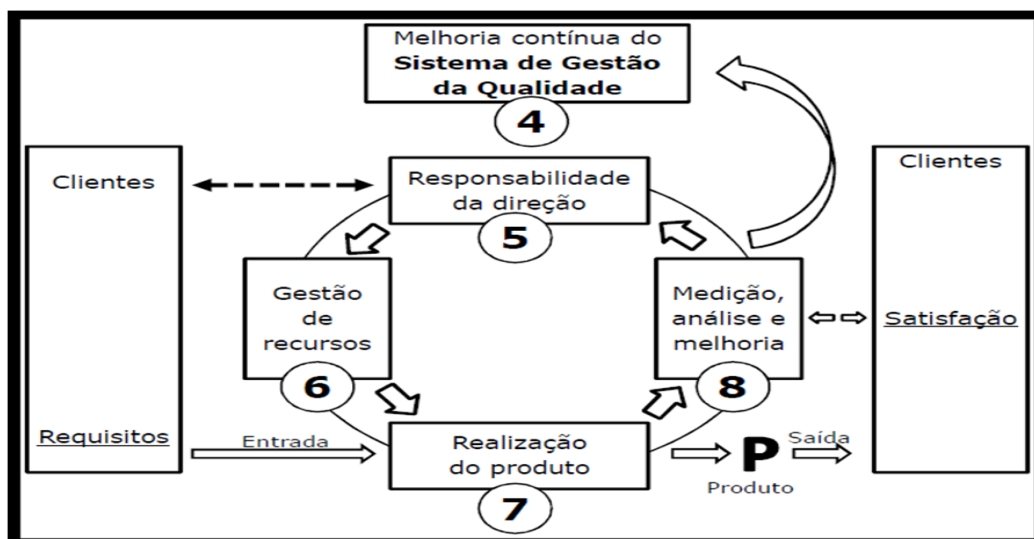 Melhoria contínua do
Sistema de Gestão
da Qualidade
4
Clientes
Requisitos
Responsabilidade
da direção
5
Gestão
de
recursos
6
Medição,
análise e
melhoria
8
Clientes
Satisfação
Entrada
Realização
do produto
7
P
Produto
Saída